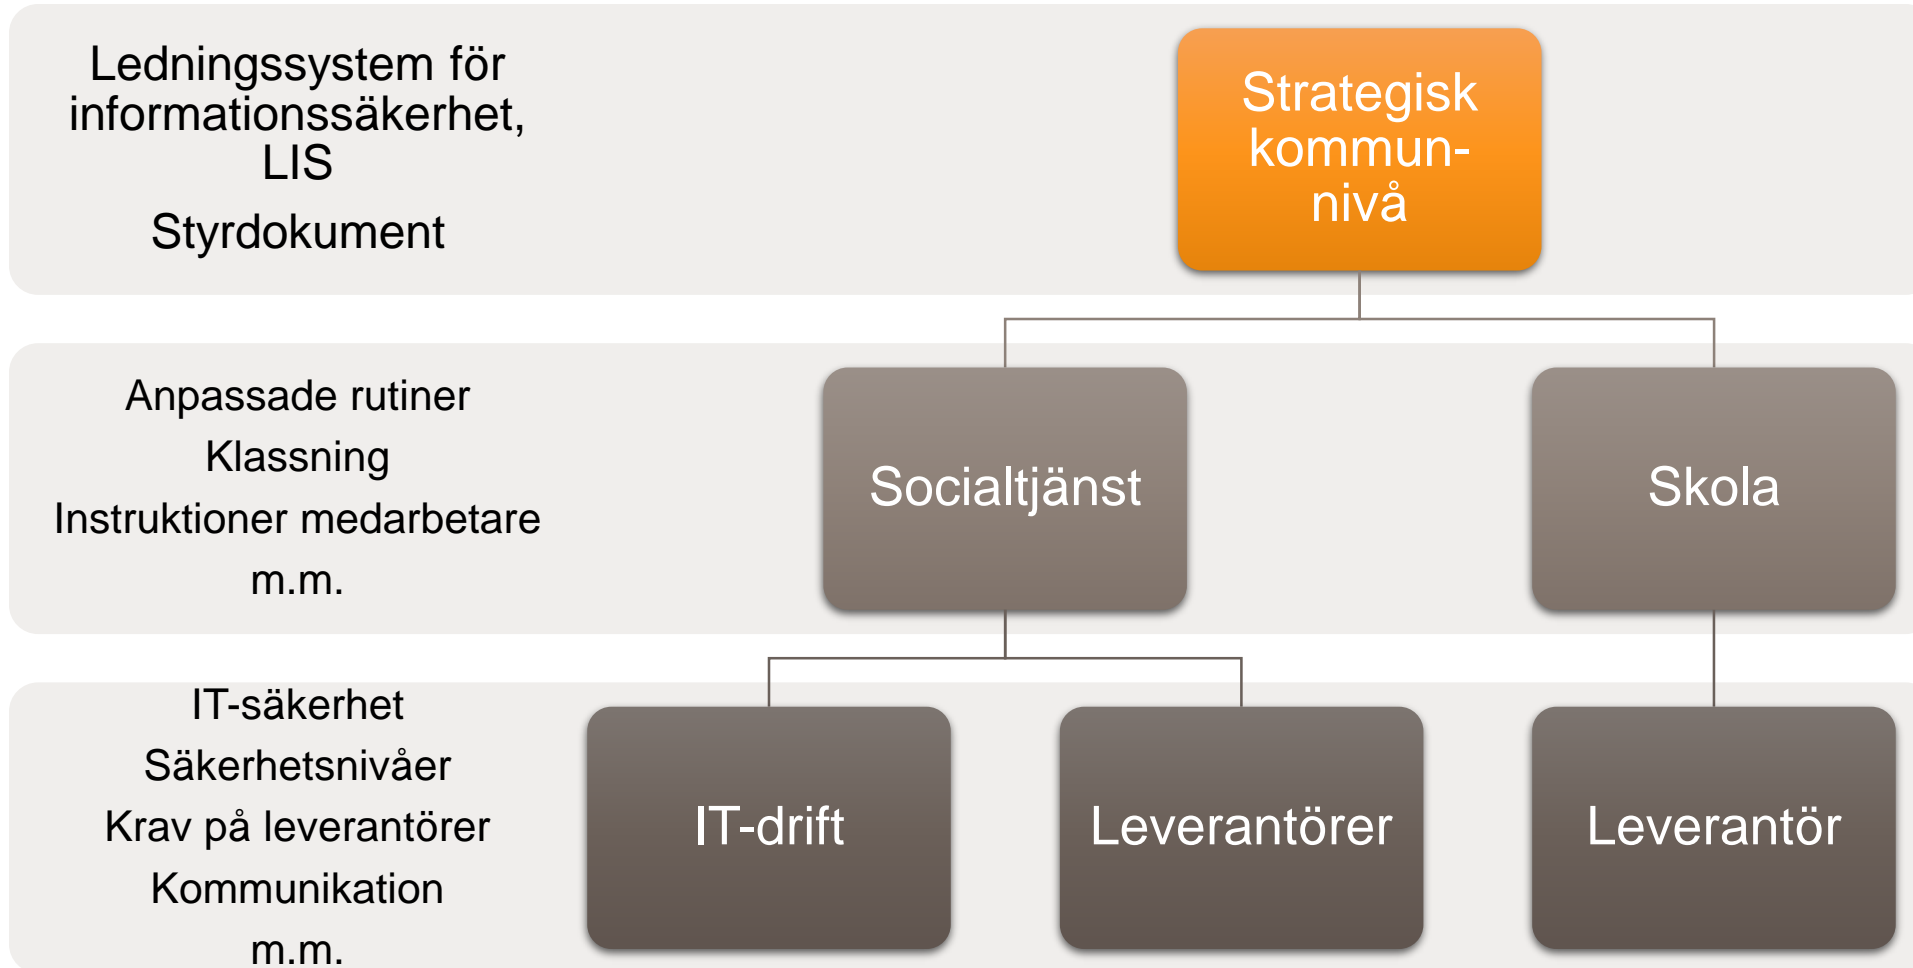 Ledningssystem för
informationssäkerhet,
LIS
Styrdokument
Strategisk
kommun-
nivå
Anpassade rutiner
Klassning
Instruktioner medarbetare
m.m.
Socialtjänst
Skola
IT-säkerhet
Säkerhetsnivåer
Krav på leverantörer
Kommunikation
m.m.
IT-drift
Leverantörer
Leverantör